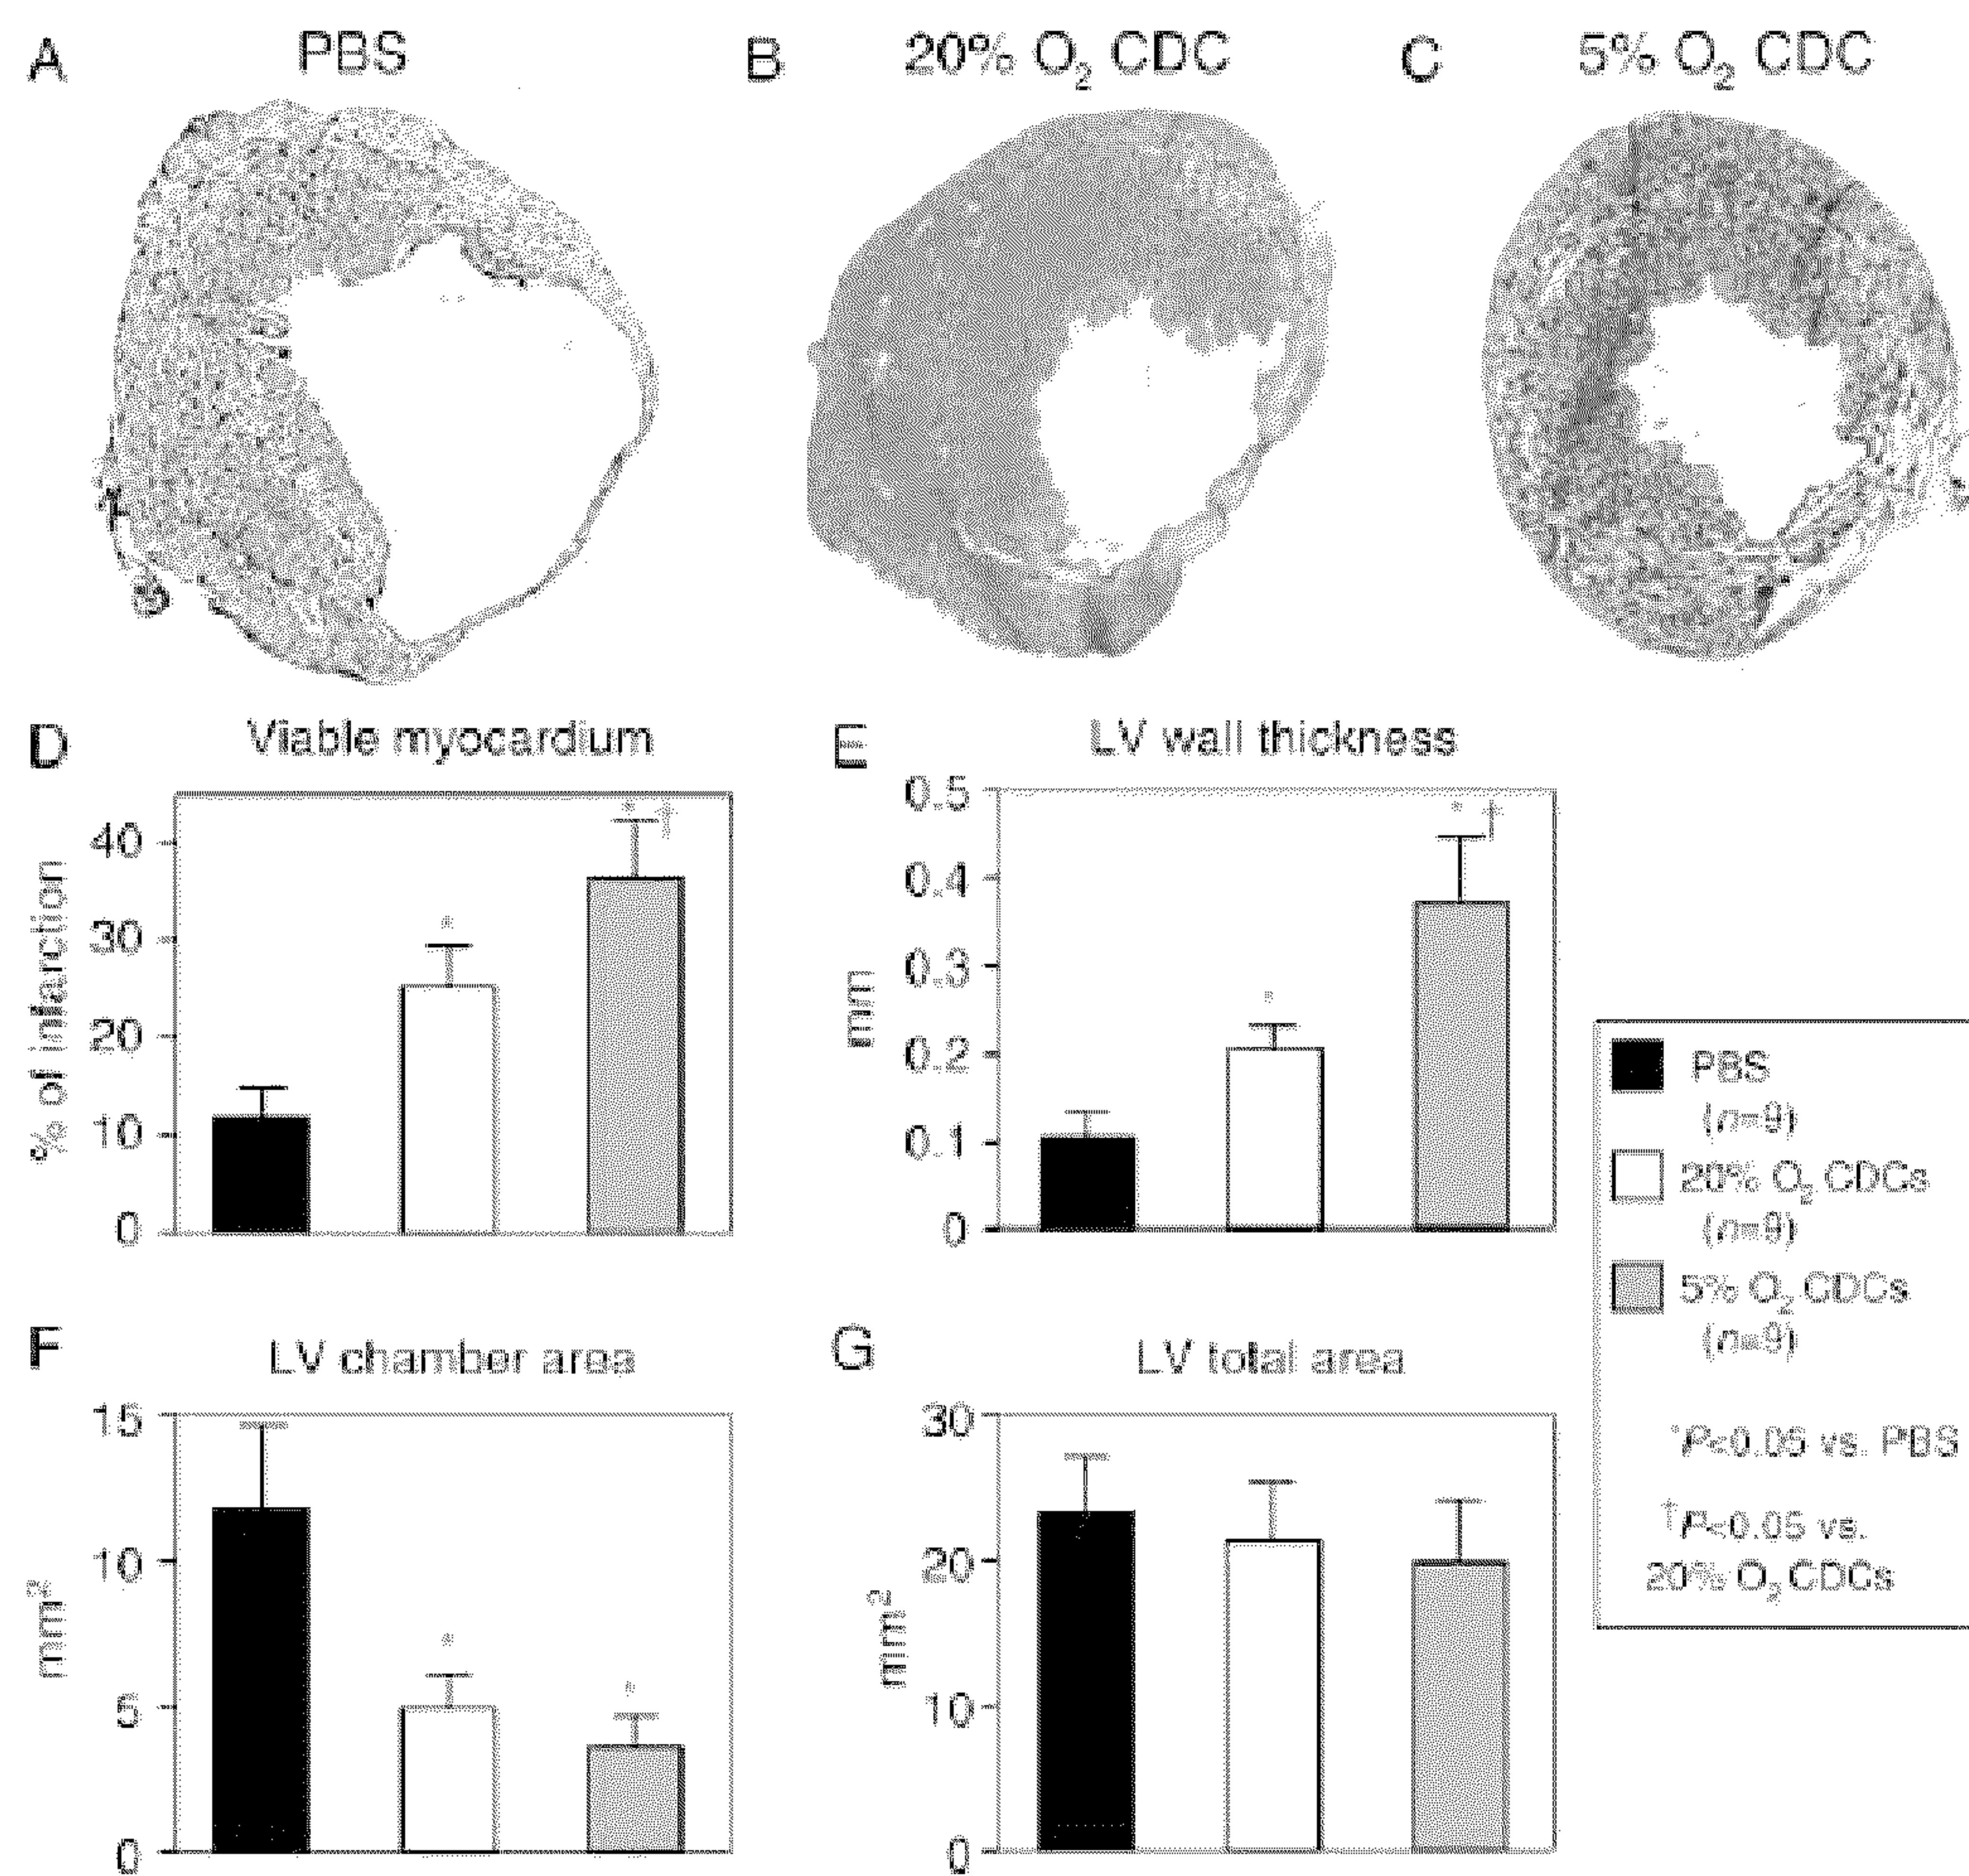 A PBS B 20% O₂ CDC C 5% O₂ CDC
D Viable myocardium
% of infarction
40
30
20
10
0
E LV wall thickness
mm
0.5
0.4
0.3
0.2
0.1
0
PBS
(n=9)
20% O₂ CDCs
(n=9)
5% O₂ CDCs
(n=9)
*P<0.05 vs. PBS
†P<0.05 vs.
20% O₂ CDCs
F LV chamber area
mm²
15
10
5
0
G LV total area
mm²
30
20
10
0
* * † * * † * *